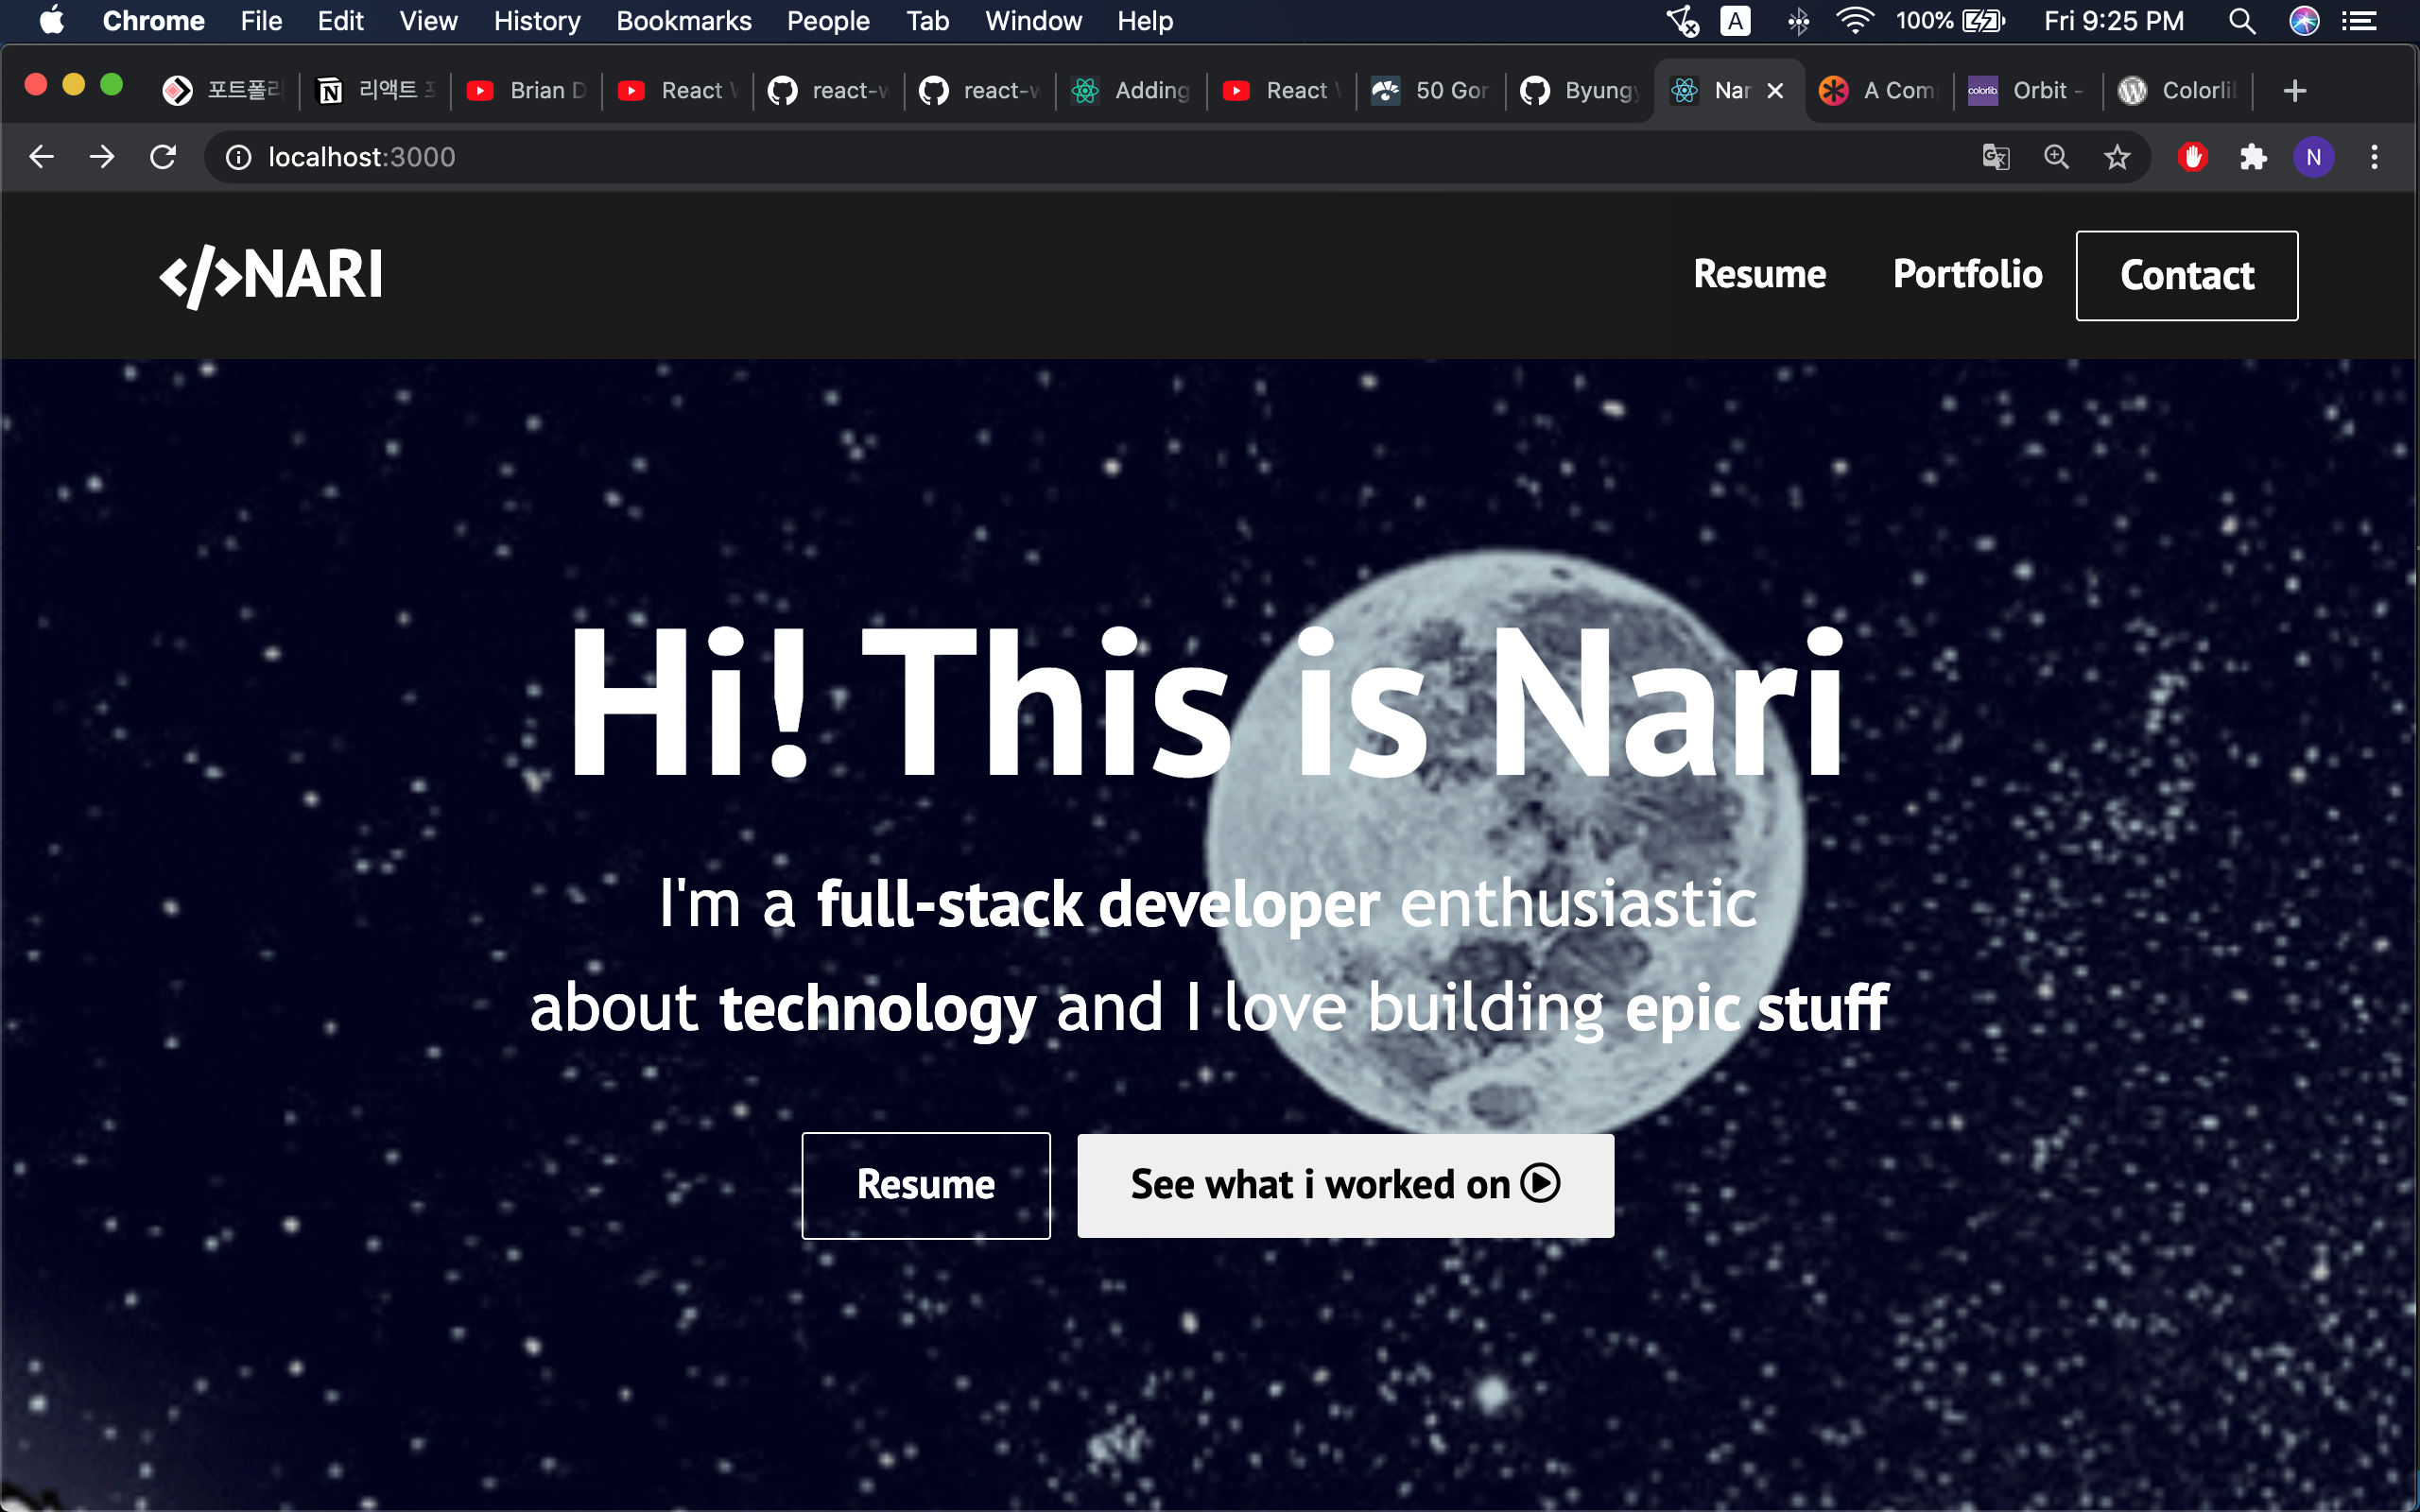 Chrome File Edit View History Bookmarks People Tab Window Help A 100% Fri 9:25 PM
포트폴리 리액트 Brian D React react-w react-w Adding React 50 Gor Byungy Nar A Com colorlib. Orbit - Colorli
localhost:3000 N
</>NARI Resume Portfolio Contact
Hi! This is Nari
I'm a full-stack developer enthusiastic
about technology and I love building epic stuff
Resume See what i worked on